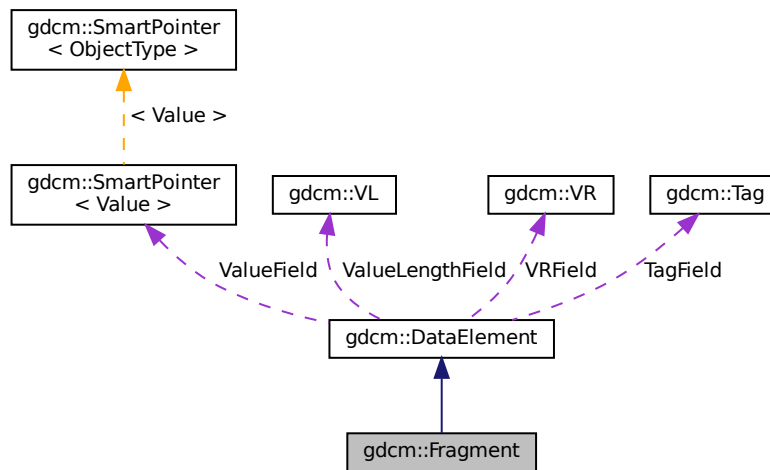 gdcm::SmartPointer
< ObjectType >
< Value >
gdcm::SmartPointer
< Value >
gdcm::VL
gdcm::VR
gdcm::Tag
ValueField
ValueLengthField
VRField
TagField
gdcm::DataElement
gdcm::Fragment